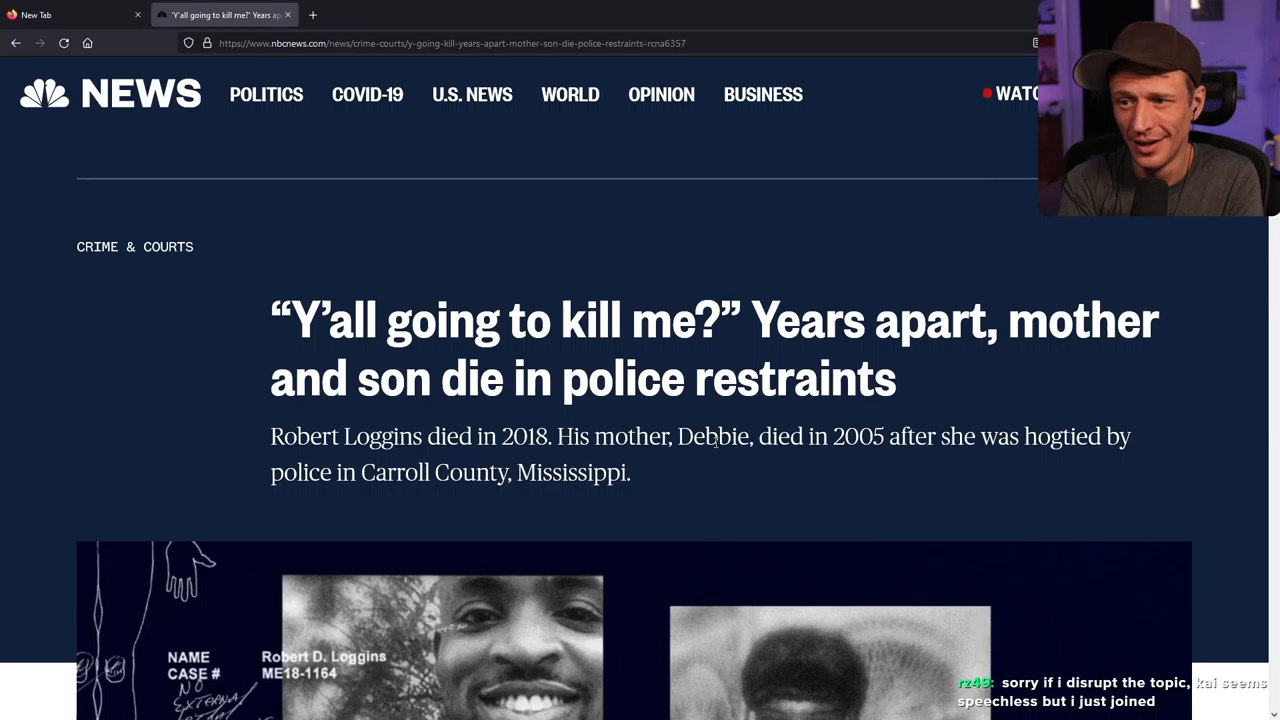 New Tab
'Y'all going to kill me?' Years ap
https://www.nbcnews.com/news/crime-courts/y-going-kill-years-apart-mother-son-die-police-restraints-rcna6357
NEWS
POLITICS
COVID-19
U.S. NEWS
WORLD
OPINION
BUSINESS
WATC
CRIME & COURTS
“Y’all going to kill me?” Years apart, mother
and son die in police restraints
Robert Loggins died in 2018. His mother, Debbie, died in 2005 after she was hogtied by
police in Carroll County, Mississippi.
NAME Robert D. Loggins
CASE # ME18-1164
NO
EXTERNAL
rz49: sorry if i disrupt the topic, kai seems
speechless but i just joined